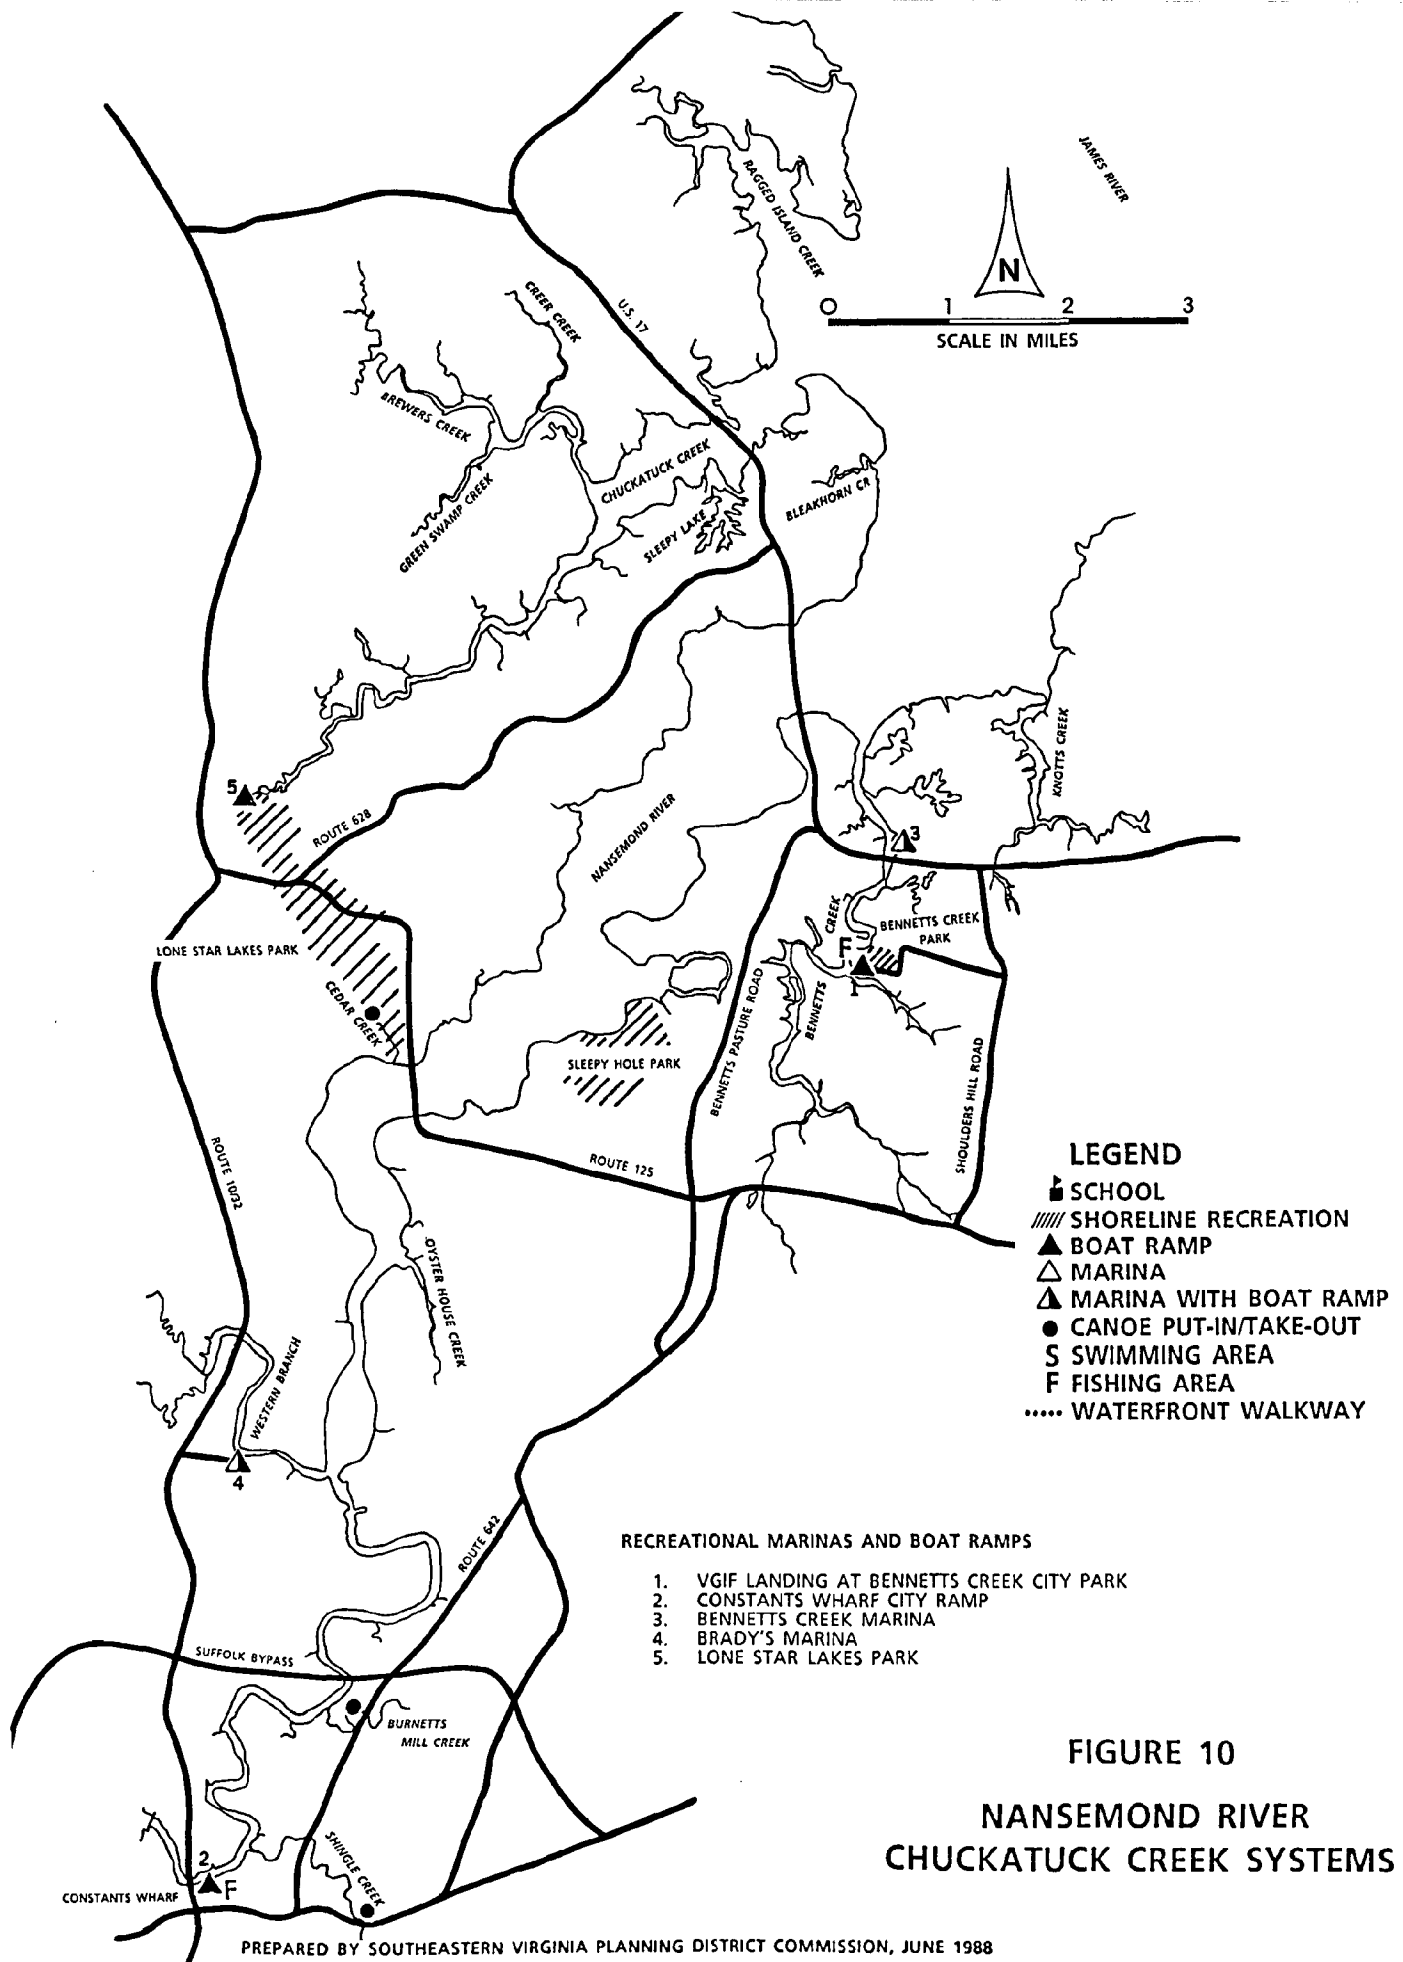 JAMES RIVER
RAGGED ISLAND CREEK
N
0 1 2 3
SCALE IN MILES
U.S. 17
CREER CREEK
BREWERS CREEK
CHUCKATUCK CREEK
GREEN SWAMP CREEK
SLEEPY LAKE
BLEAKHORN CR
KNOTTS CREEK
5
ROUTE 628
NANSEMOND RIVER
3
LONE STAR LAKES PARK
CEDAR CREEK
BENNETTS CREEK
PARK
CREEK
F
1
BENNETTS
BENNETTS PASTURE ROAD
SLEEPY HOLE PARK
SHOULDERS HILL ROAD
ROUTE 125
ROUTE 10/32
OYSTER HOUSE CREEK
WESTERN BRANCH
4
LEGEND
SCHOOL
SHORELINE RECREATION
BOAT RAMP
MARINA
MARINA WITH BOAT RAMP
CANOE PUT-IN/TAKE-OUT
S SWIMMING AREA
F FISHING AREA
WATERFRONT WALKWAY
ROUTE 642
RECREATIONAL MARINAS AND BOAT RAMPS
1. VGIF LANDING AT BENNETTS CREEK CITY PARK
2. CONSTANTS WHARF CITY RAMP
3. BENNETTS CREEK MARINA
4. BRADY'S MARINA
5. LONE STAR LAKES PARK
SUFFOLK BYPASS
BURNETTS
MILL CREEK
SHINGLE CREEK
2
F
CONSTANTS WHARF
FIGURE 10
NANSEMOND RIVER
CHUCKATUCK CREEK SYSTEMS
PREPARED BY SOUTHEASTERN VIRGINIA PLANNING DISTRICT COMMISSION, JUNE 1988